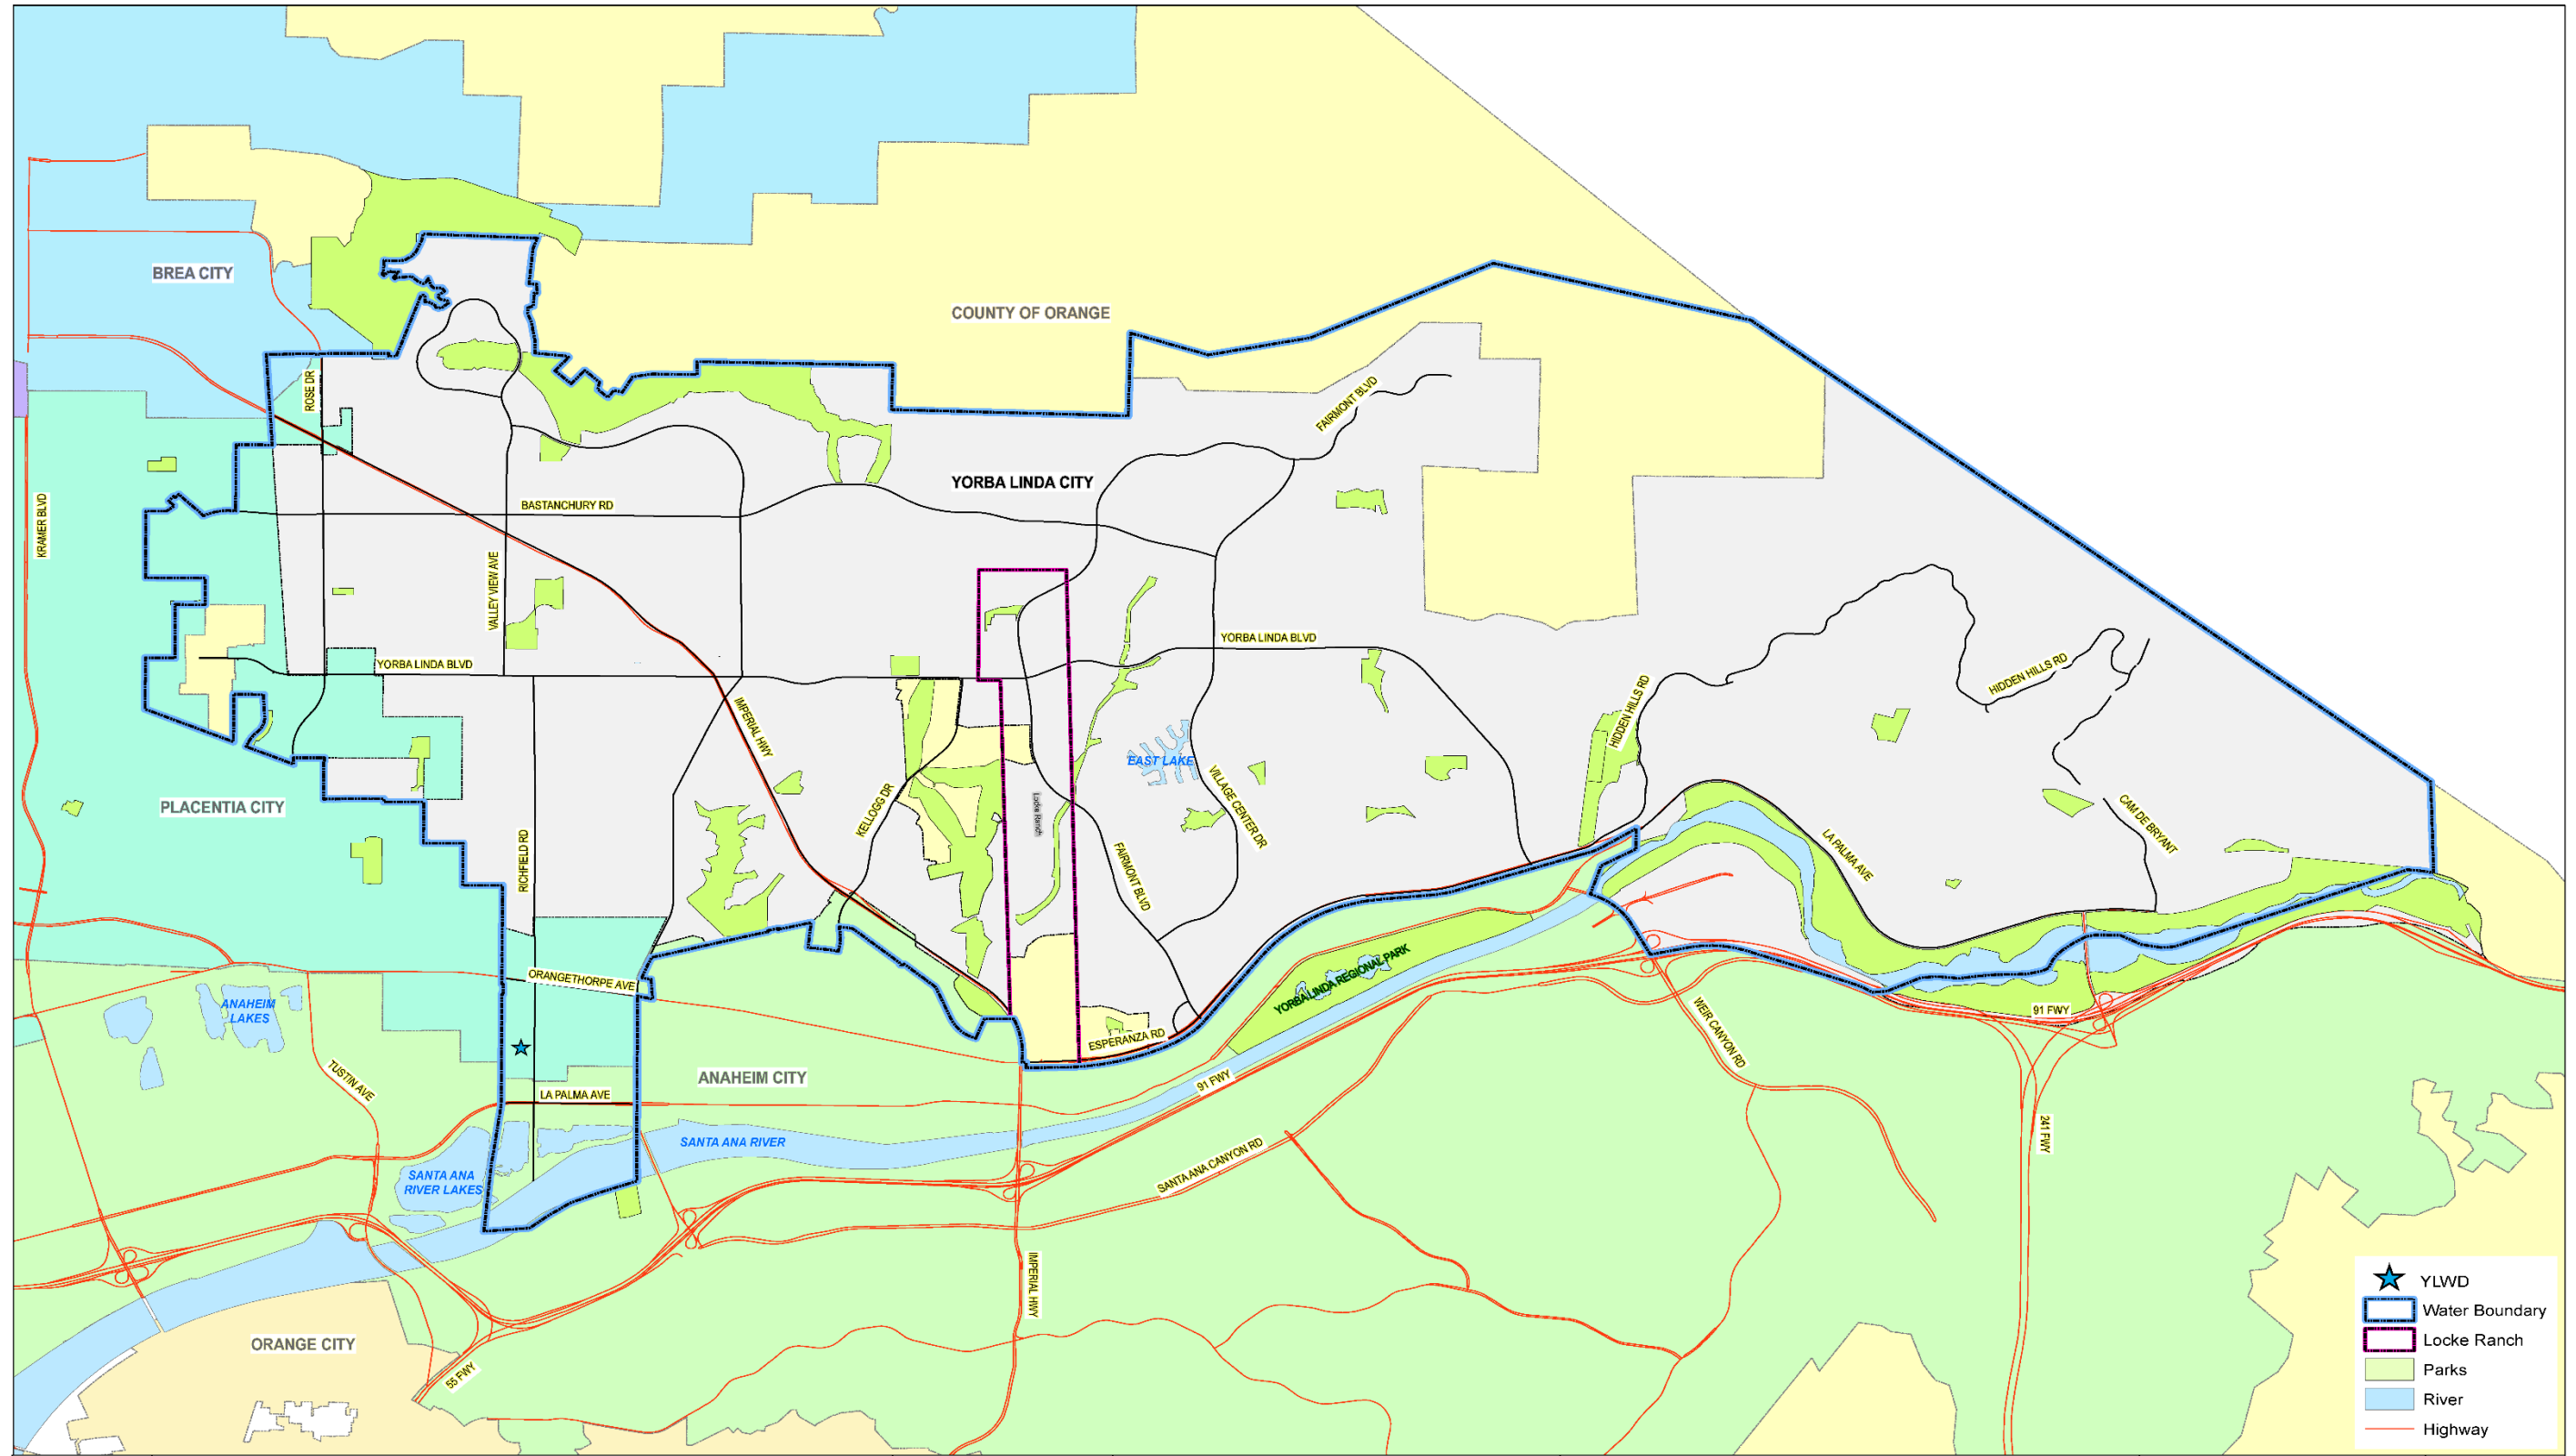 BREA CITY
COUNTY OF ORANGE
ROSE DR
FAIRMONT BLVD
YORBA LINDA CITY
KRAMER BLVD
BASTANCHURY RD
VALLEY VIEW AVE
YORBA LINDA BLVD
YORBA LINDA BLVD
HIDDEN HILLS RD
HIDDEN HILLS RD
IMPERIAL HWY
EAST LAKE
VILLAGE CENTER DR
PLACENTIA CITY
KELLOGG DR
Locke Ranch
CAM DE BRYANT
RICHFIELD RD
FAIRMONT BLVD
LA PALMA AVE
ORANGETHORPE AVE
YORBA LINDA REGIONAL PARK
ANAHEIM
LAKES
91 FWY
WEIR CANYON RD
ESPERANZA RD
TUSTIN AVE
ANAHEIM CITY
91 FWY
LA PALMA AVE
241 FWY
SANTA ANA RIVER
SANTA ANA CANYON RD
SANTA ANA
RIVER LAKES
IMPERIAL HWY
ORANGE CITY
55 FWY
YLWD
Water Boundary
Locke Ranch
Parks
River
Highway